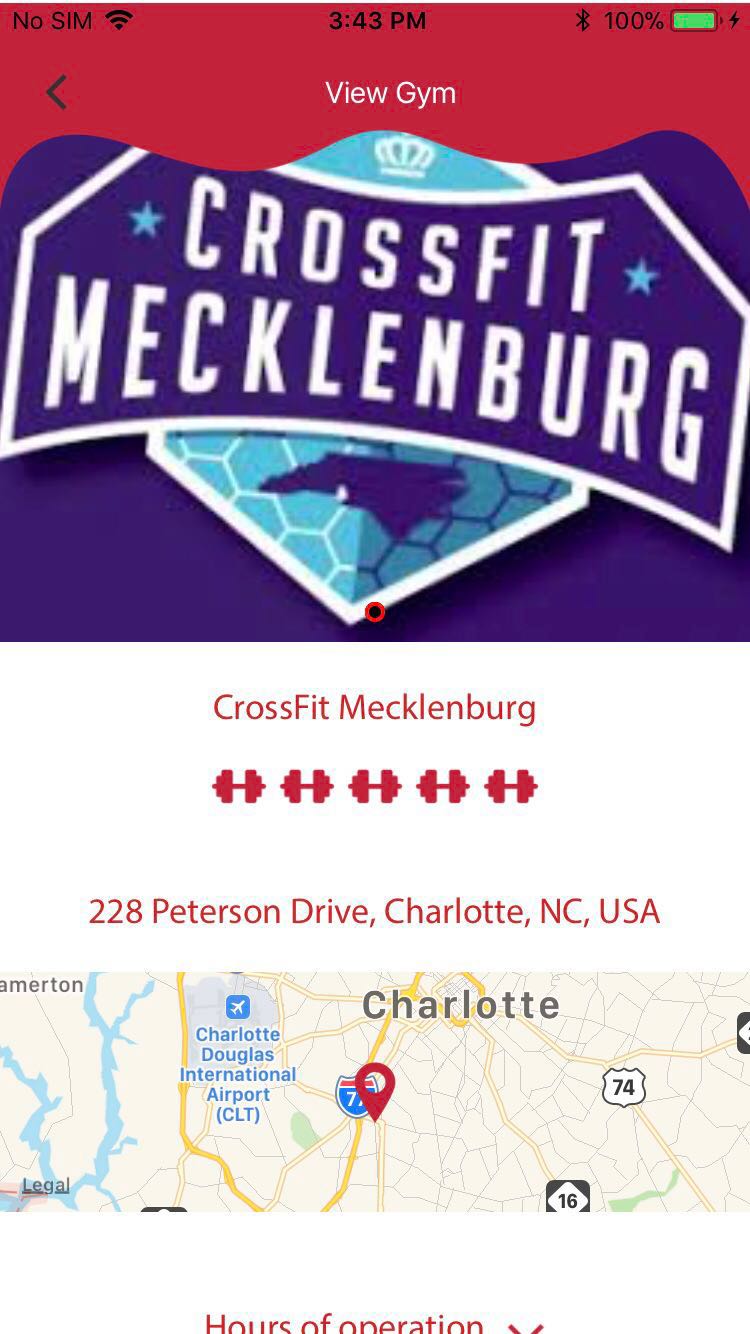 No SIM 3:43 PM 100%
View Gym
CROSSFIT
MECKLENBURG
CrossFit Mecklenburg
228 Peterson Drive, Charlotte, NC, USA
amerton
Charlotte
Charlotte
Douglas
International
Airport
(CLT)
74
77
Legal
16
Hours of operation